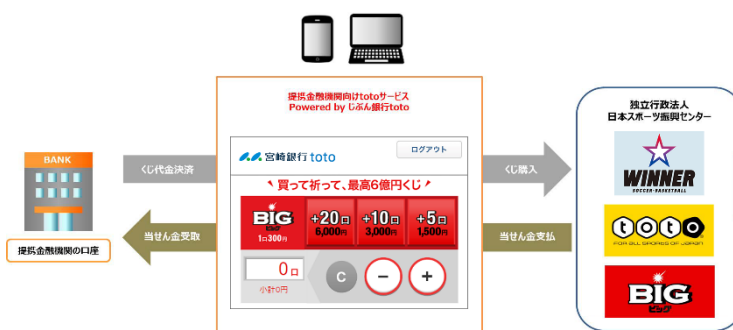 提携金融機関向けtotoサービス
Powered by じぶん銀行toto
宮崎銀行 toto
ログアウト
買って祈って、最高6億円くじ
BIG
ビッグ
1口300円
+20口
6,000円
+10口
3,000円
+5口
1,500円
0口
小計0円
C
−
+
BANK
提携金融機関の口座
くじ代金決済
当せん金受取
くじ購入
当せん金支払
独立行政法人
日本スポーツ振興センター
WINNER
SOCCER・BASKETBALL
toto
FOR ALL SPORTS OF JAPAN
BIG
ビッグ